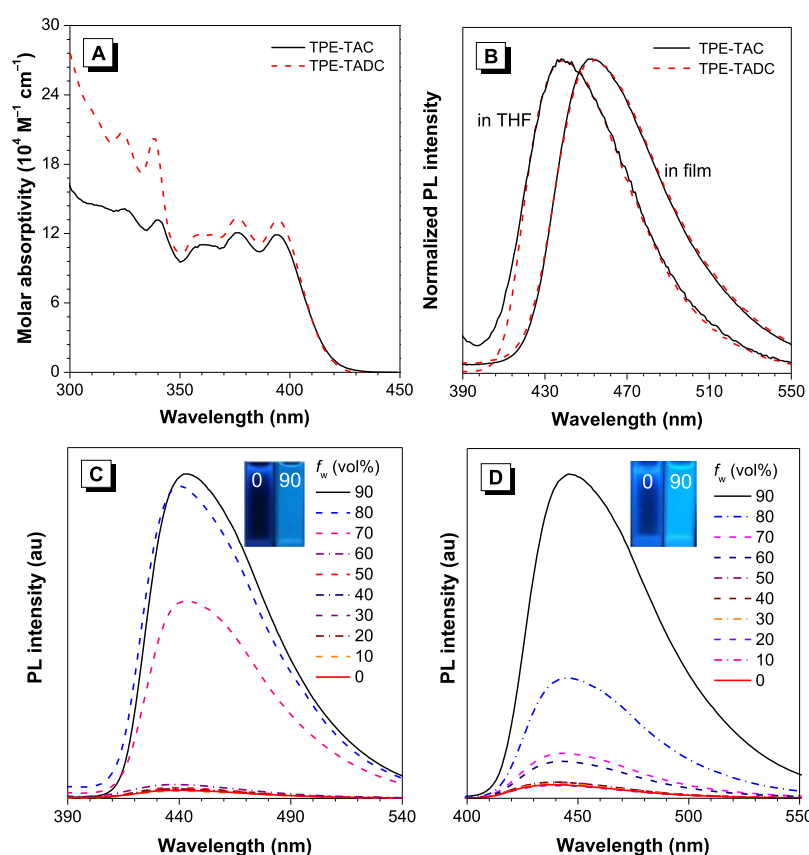 A
TPE-TAC
TPE-TADC
30
24
18
12
6
0
Molar absorptivity (10⁴ M⁻¹ cm⁻¹)
300
350
400
450
Wavelength (nm)
B
TPE-TAC
TPE-TADC
in THF
in film
Normalized PL intensity
390
430
470
510
550
Wavelength (nm)
C
0
90
fw (vol%)
90
80
70
60
50
40
30
20
10
0
PL intensity (au)
390
440
490
540
Wavelength (nm)
D
0
90
fw (vol%)
90
80
70
60
50
40
30
20
10
0
PL intensity (au)
400
450
500
550
Wavelength (nm)